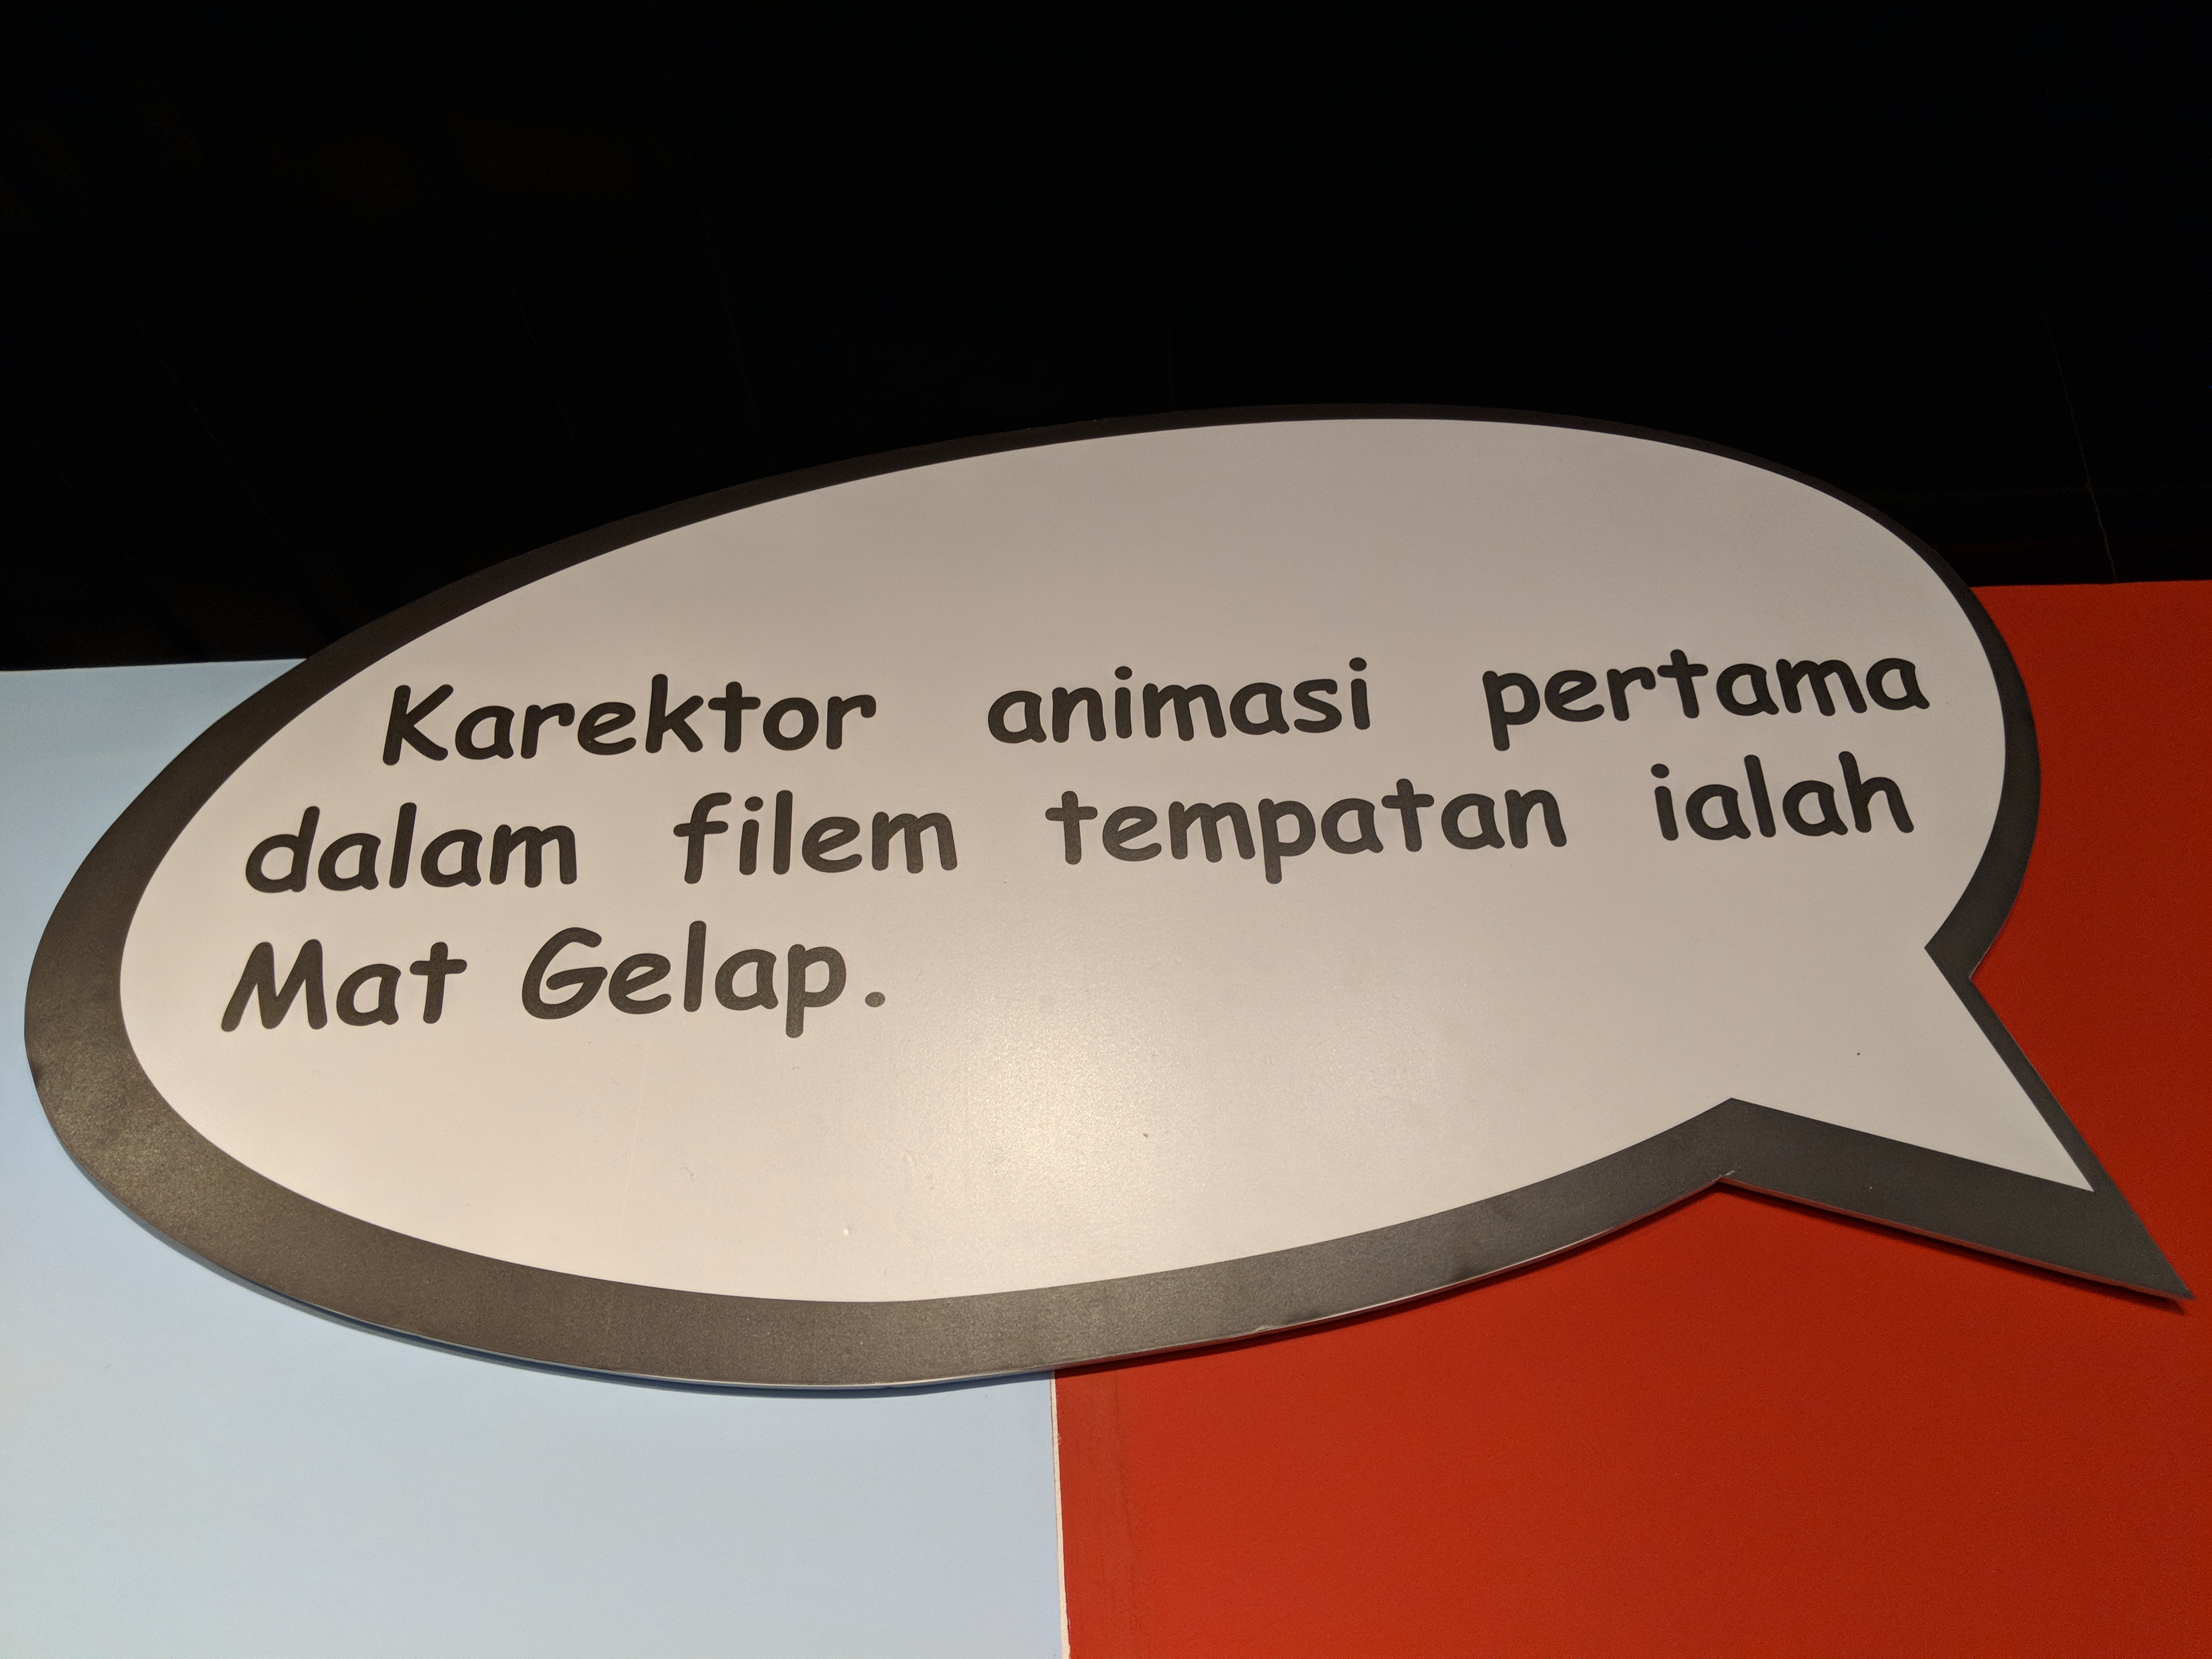 Karektor animasi pertama
dalam filem tempatan ialah
Mat Gelap.